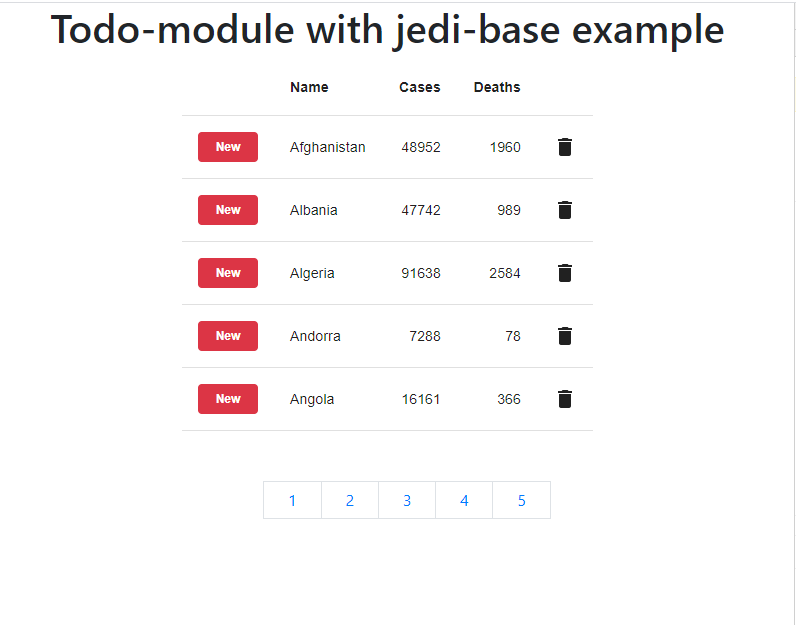 Todo-module with jedi-base example
Name Cases Deaths
New Afghanistan 48952 1960
New Albania 47742 989
New Algeria 91638 2584
New Andorra 7288 78
New Angola 16161 366
1 2 3 4 5